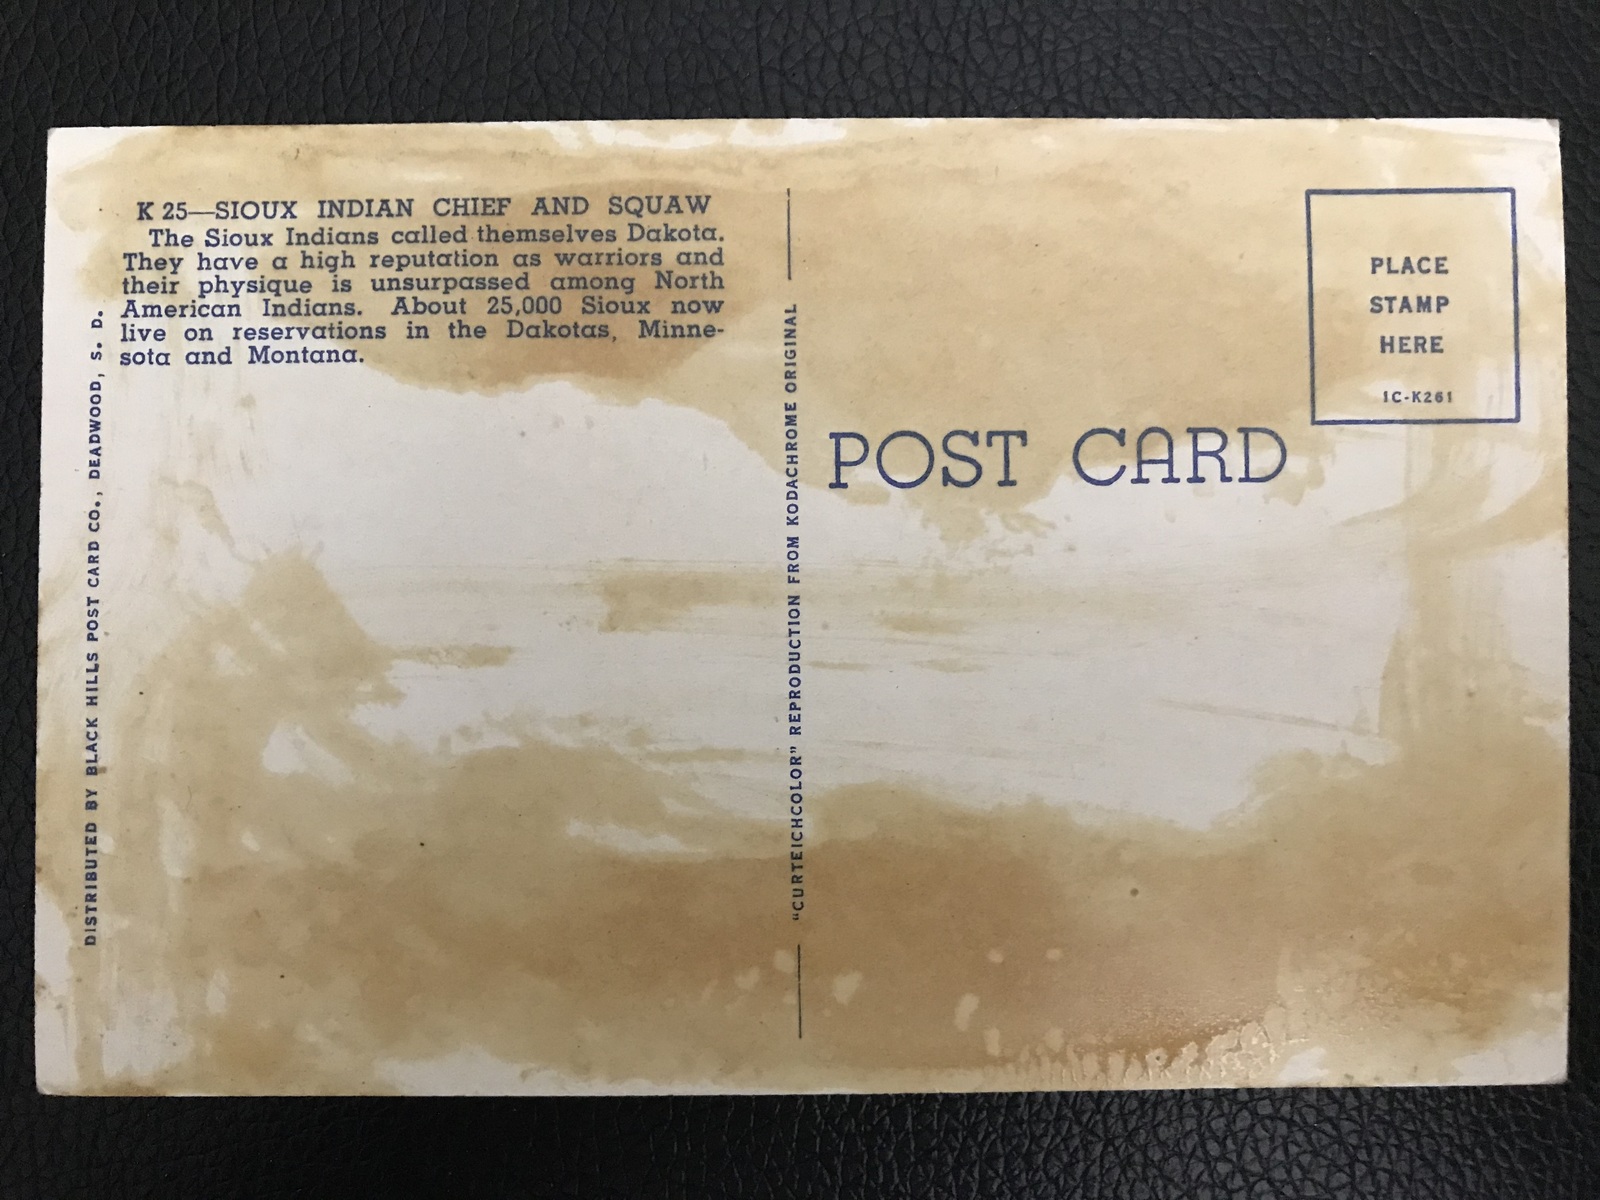 K 25—SIOUX INDIAN CHIEF AND SQUAW
The Sioux Indians called themselves Dakota.
They have a high reputation as warriors and
their physique is unsurpassed among North
American Indians. About 25,000 Sioux now
live on reservations in the Dakotas, Minne-
sota and Montana.
DISTRIBUTED BY BLACK HILLS POST CARD CO., DEADWOOD, S. D.
"CURTEICHCOLOR" REPRODUCTION FROM KODACHROME ORIGINAL
POST CARD
PLACE
STAMP
HERE
1C-K261